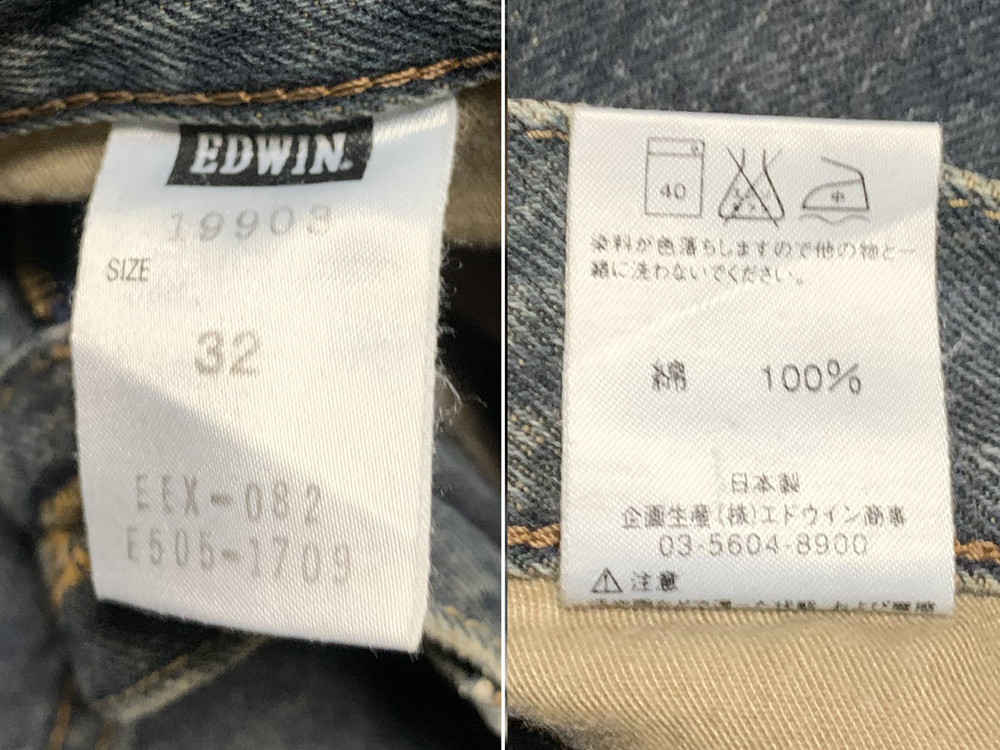 EDWIN.
19903
SIZE
32
EEX-082
E505-1709
40
中
染料が色落ちしますので他の物と一
緒に洗わないでください。
綿 100%
日本製
企画生産(株)エドウイン商事
03-5604-8900
⚠注意